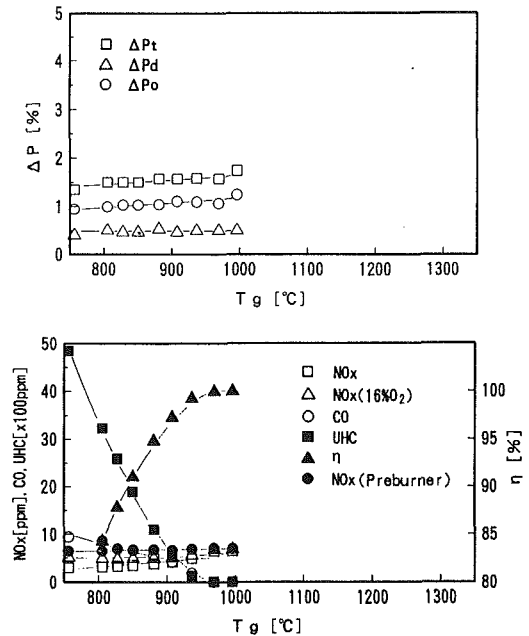 5
4
3
2
1
0
Δ P [%]
ΔPt
ΔPd
ΔPo
800 900 1000 1100 1200 1300
T g [℃]
50
40
30
20
10
0
NOx[ppm], CO, UHC[x100ppm]
NOx
NOx(16%O₂)
CO
UHC
η
NOx(Preburner)
100
95
90
85
80
η [%]
800 900 1000 1100 1200 1300
T g [℃]